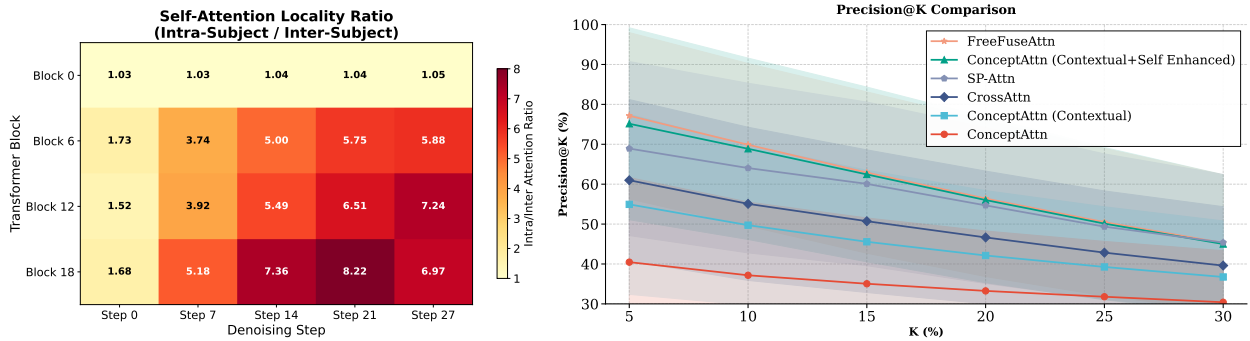 Self-Attention Locality Ratio
(Intra-Subject / Inter-Subject)
Transformer Block
Block 0 1.03 1.03 1.04 1.04 1.05
Block 6 1.73 3.74 5.00 5.75 5.88
Block 12 1.52 3.92 5.49 6.51 7.24
Block 18 1.68 5.18 7.36 8.22 6.97
Step 0 Step 7 Step 14 Step 21 Step 27
Denoising Step
8
7
6
5
4
3
2
1
Intra/Inter Attention Ratio
Precision@K Comparison
Precision@K (%)
100
90
80
70
60
50
40
30
5 10 15 20 25 30
K (%)
FreeFuseAttn
ConceptAttn (Contextual+Self Enhanced)
SP-Attn
CrossAttn
ConceptAttn (Contextual)
ConceptAttn